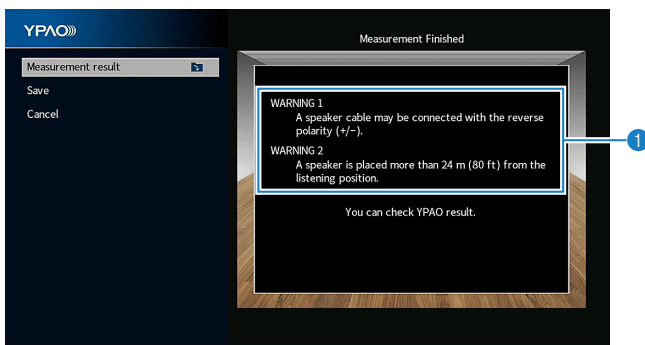 YPAO
Measurement Finished
Measurement result
Save
Cancel
WARNING 1
A speaker cable may be connected with the reverse
polarity (+/-).
WARNING 2
A speaker is placed more than 24 m (80 ft) from the
listening position.
You can check YPAO result.
1